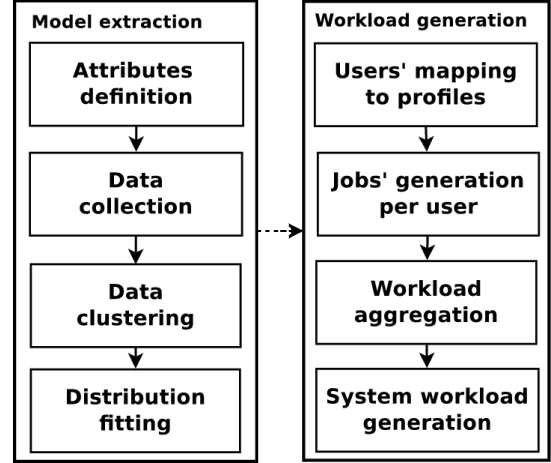 Model extraction
Attributes
definition
Data
collection
Data
clustering
Distribution
fitting
Workload generation
Users' mapping
to profiles
Jobs' generation
per user
Workload
aggregation
System workload
generation